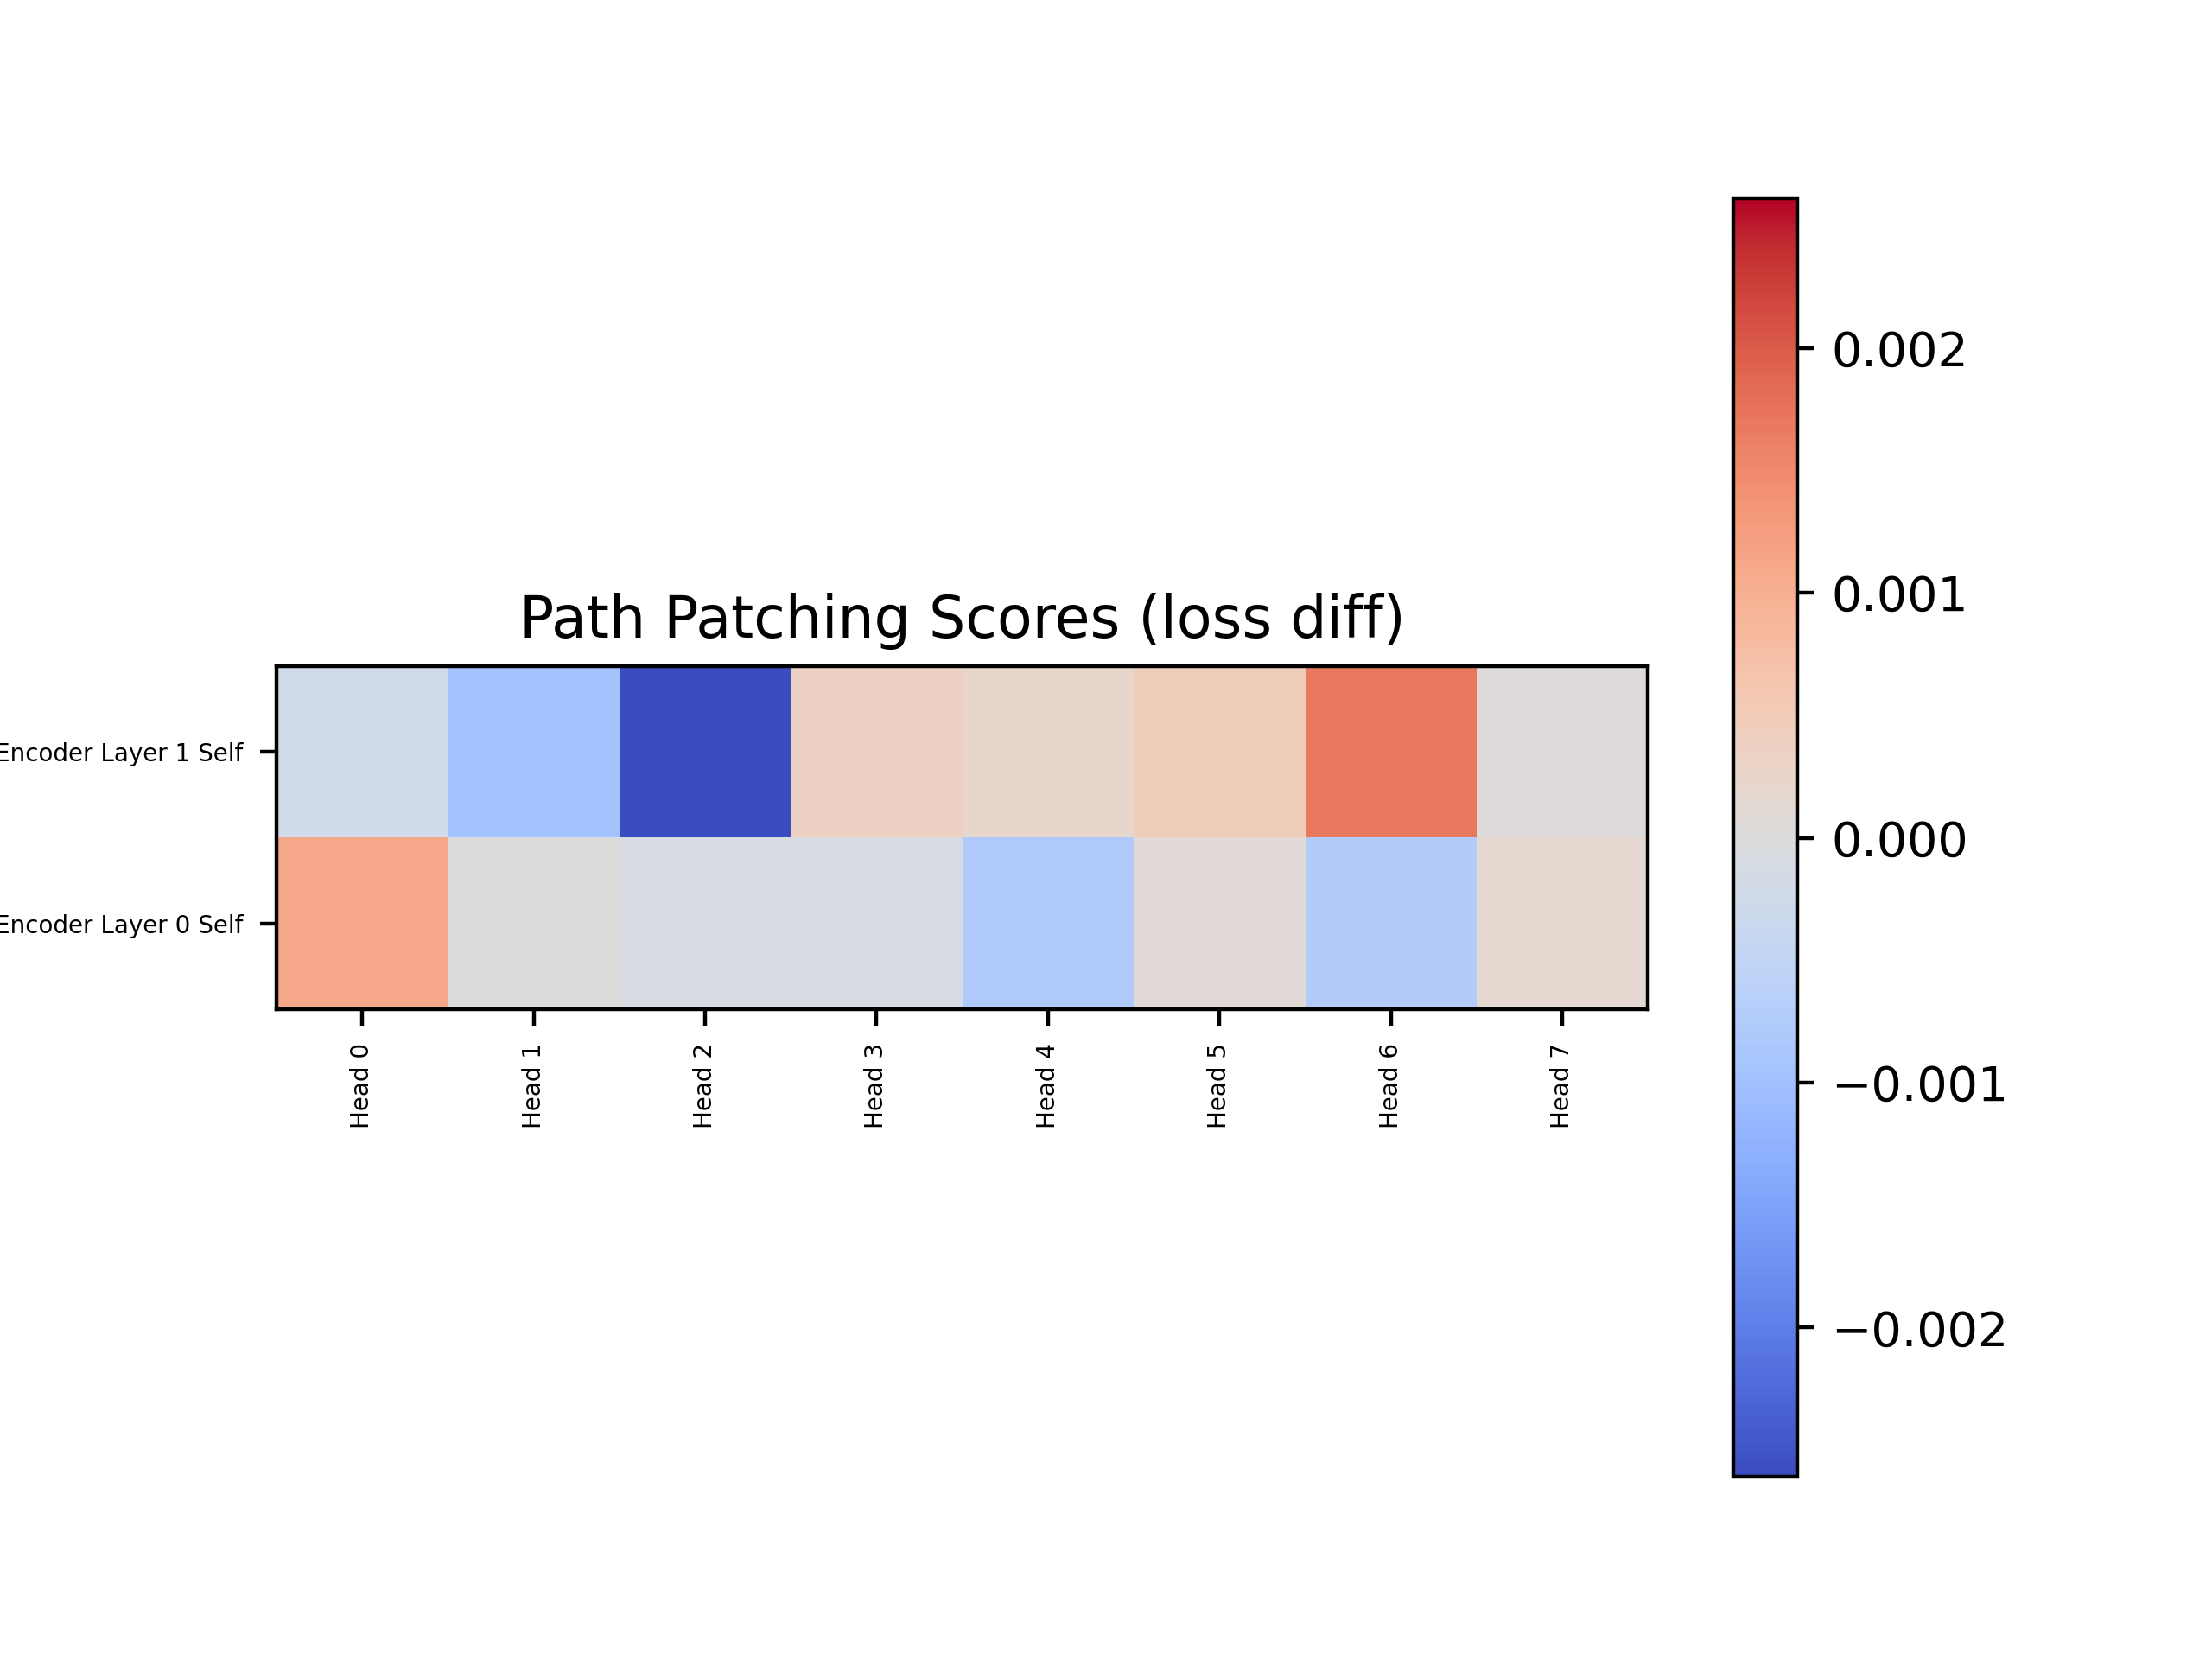 Path Patching Scores (loss diff)
Encoder Layer 1 Self
Encoder Layer 0 Self
Head 0
Head 1
Head 2
Head 3
Head 4
Head 5
Head 6
Head 7
0.002
0.001
0.000
−0.001
−0.002